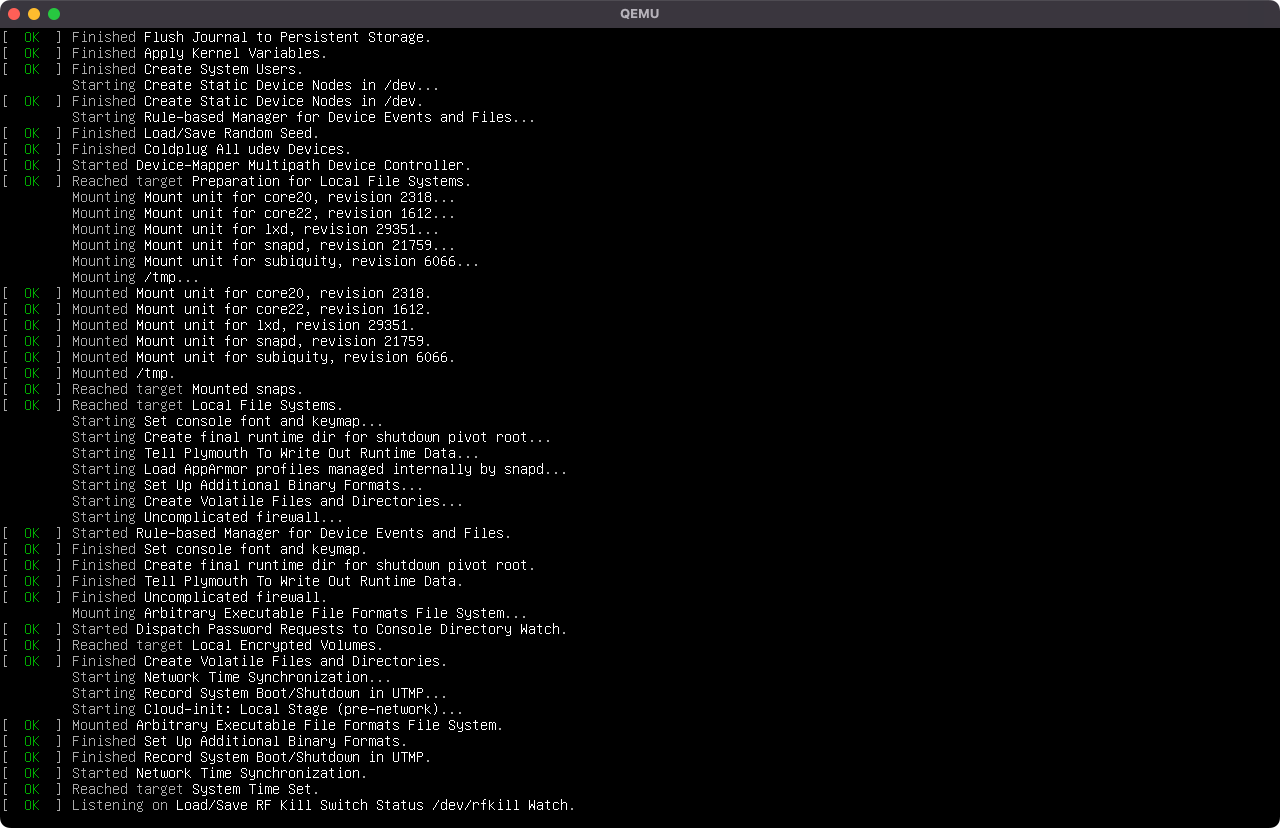 QEMU
[  OK  ] Finished Flush Journal to Persistent Storage.
[  OK  ] Finished Apply Kernel Variables.
[  OK  ] Finished Create System Users.
Starting Create Static Device Nodes in /dev...
[  OK  ] Finished Create Static Device Nodes in /dev.
Starting Rule-based Manager for Device Events and Files...
[  OK  ] Finished Load/Save Random Seed.
[  OK  ] Finished Coldplug All udev Devices.
[  OK  ] Started Device-Mapper Multipath Device Controller.
[  OK  ] Reached target Preparation for Local File Systems.
Mounting Mount unit for core20, revision 2318...
Mounting Mount unit for core22, revision 1612...
Mounting Mount unit for lxd, revision 29351...
Mounting Mount unit for snapd, revision 21759...
Mounting Mount unit for subiquity, revision 6066...
Mounting /tmp...
[  OK  ] Mounted Mount unit for core20, revision 2318.
[  OK  ] Mounted Mount unit for core22, revision 1612.
[  OK  ] Mounted Mount unit for lxd, revision 29351.
[  OK  ] Mounted Mount unit for snapd, revision 21759.
[  OK  ] Mounted Mount unit for subiquity, revision 6066.
[  OK  ] Mounted /tmp.
[  OK  ] Reached target Mounted snaps.
[  OK  ] Reached target Local File Systems.
Starting Set console font and keymap...
Starting Create final runtime dir for shutdown pivot root...
Starting Tell Plymouth To Write Out Runtime Data...
Starting Load AppArmor profiles managed internally by snapd...
Starting Set Up Additional Binary Formats...
Starting Create Volatile Files and Directories...
Starting Uncomplicated firewall...
[  OK  ] Started Rule-based Manager for Device Events and Files.
[  OK  ] Finished Set console font and keymap.
[  OK  ] Finished Create final runtime dir for shutdown pivot root.
[  OK  ] Finished Tell Plymouth To Write Out Runtime Data.
[  OK  ] Finished Uncomplicated firewall.
Mounting Arbitrary Executable File Formats File System...
[  OK  ] Started Dispatch Password Requests to Console Directory Watch.
[  OK  ] Reached target Local Encrypted Volumes.
[  OK  ] Finished Create Volatile Files and Directories.
Starting Network Time Synchronization...
Starting Record System Boot/Shutdown in UTMP...
Starting Cloud-init: Local Stage (pre-network)...
[  OK  ] Mounted Arbitrary Executable File Formats File System.
[  OK  ] Finished Set Up Additional Binary Formats.
[  OK  ] Finished Record System Boot/Shutdown in UTMP.
[  OK  ] Started Network Time Synchronization.
[  OK  ] Reached target System Time Set.
[  OK  ] Listening on Load/Save RF Kill Switch Status /dev/rfkill Watch.